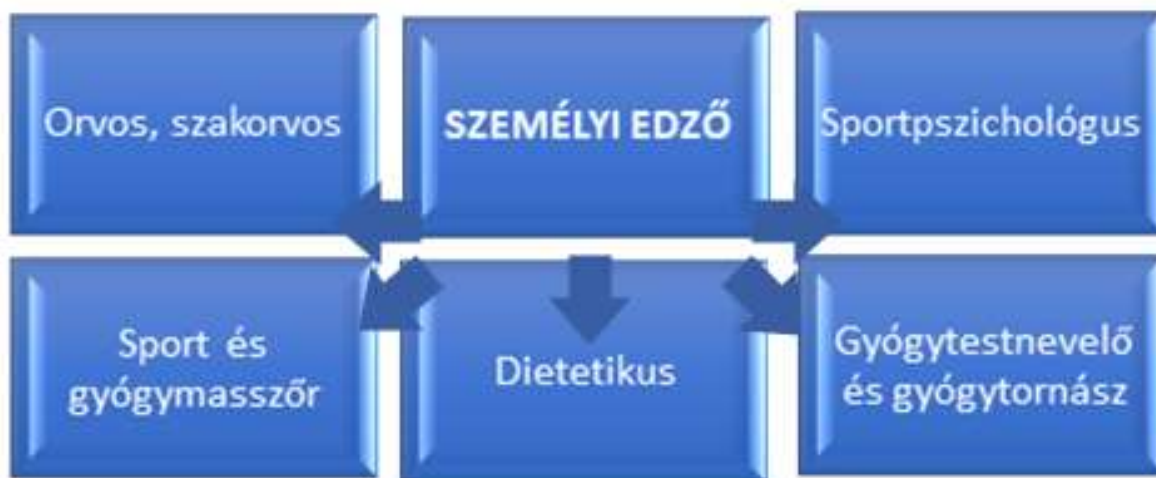 Orvos, szakorvos
SZEMÉLYI EDZŐ
Sportpszichológus
Sport és
gyógymasszőr
Dietetikus
Gyógytestnevelő
és gyógytornász